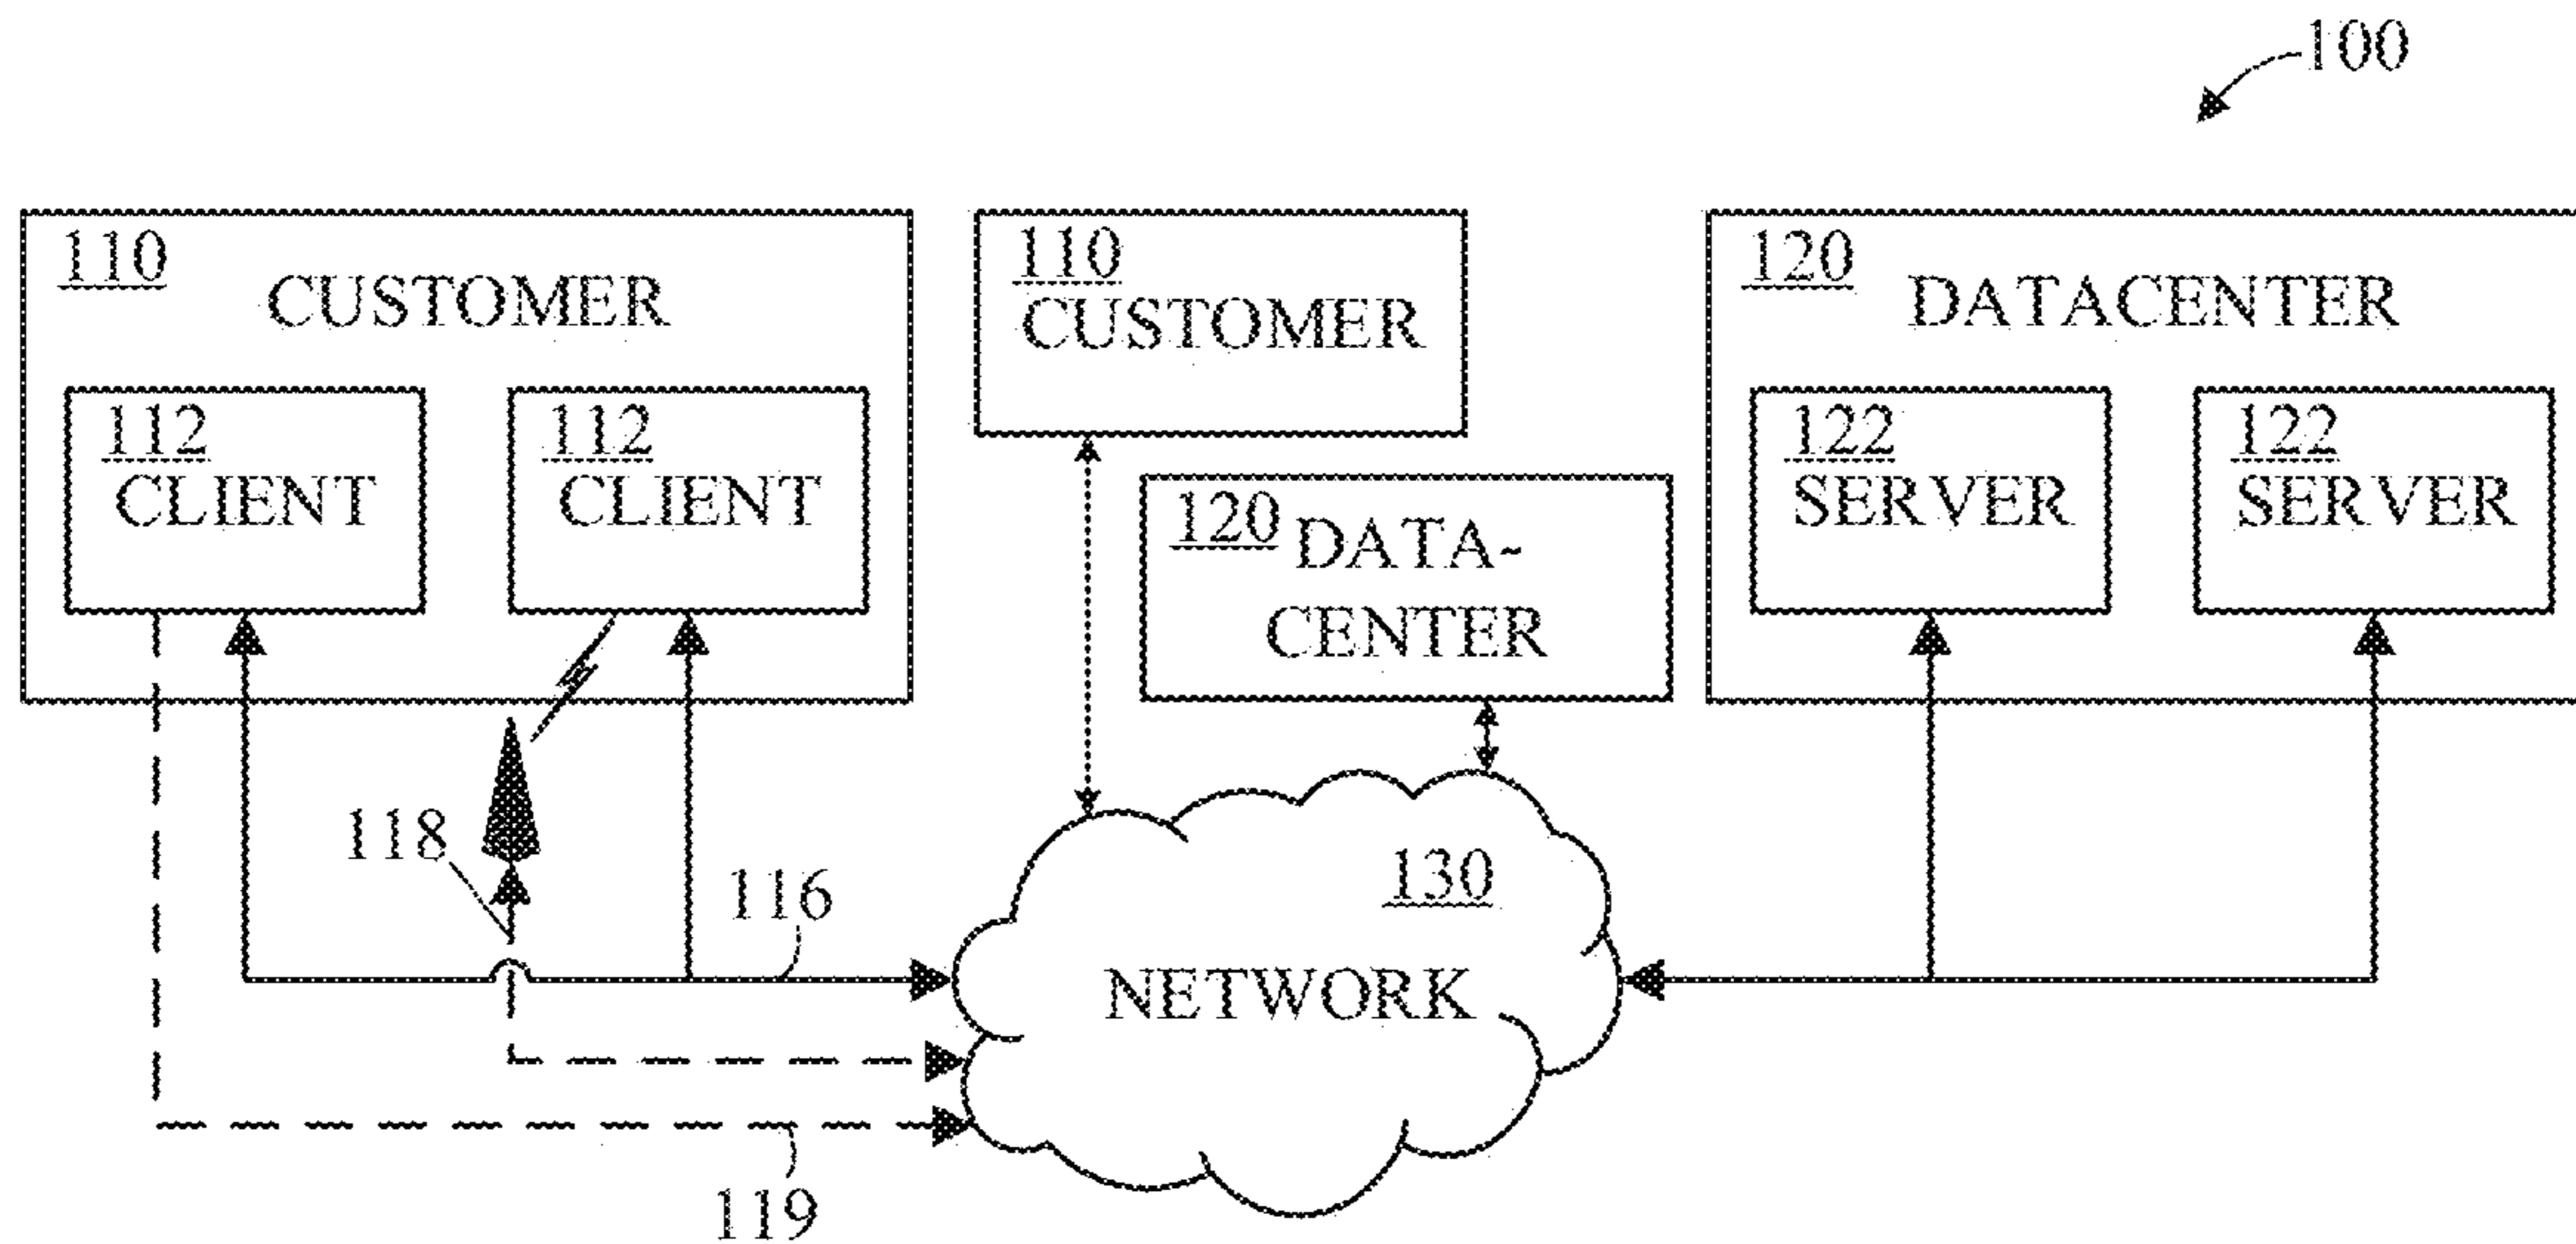 100
110
CUSTOMER
112
CLIENT
112
CLIENT
110
CUSTOMER
120
DATA-
CENTER
120
DATACENTER
122
SERVER
122
SERVER
118
116
130
NETWORK
119